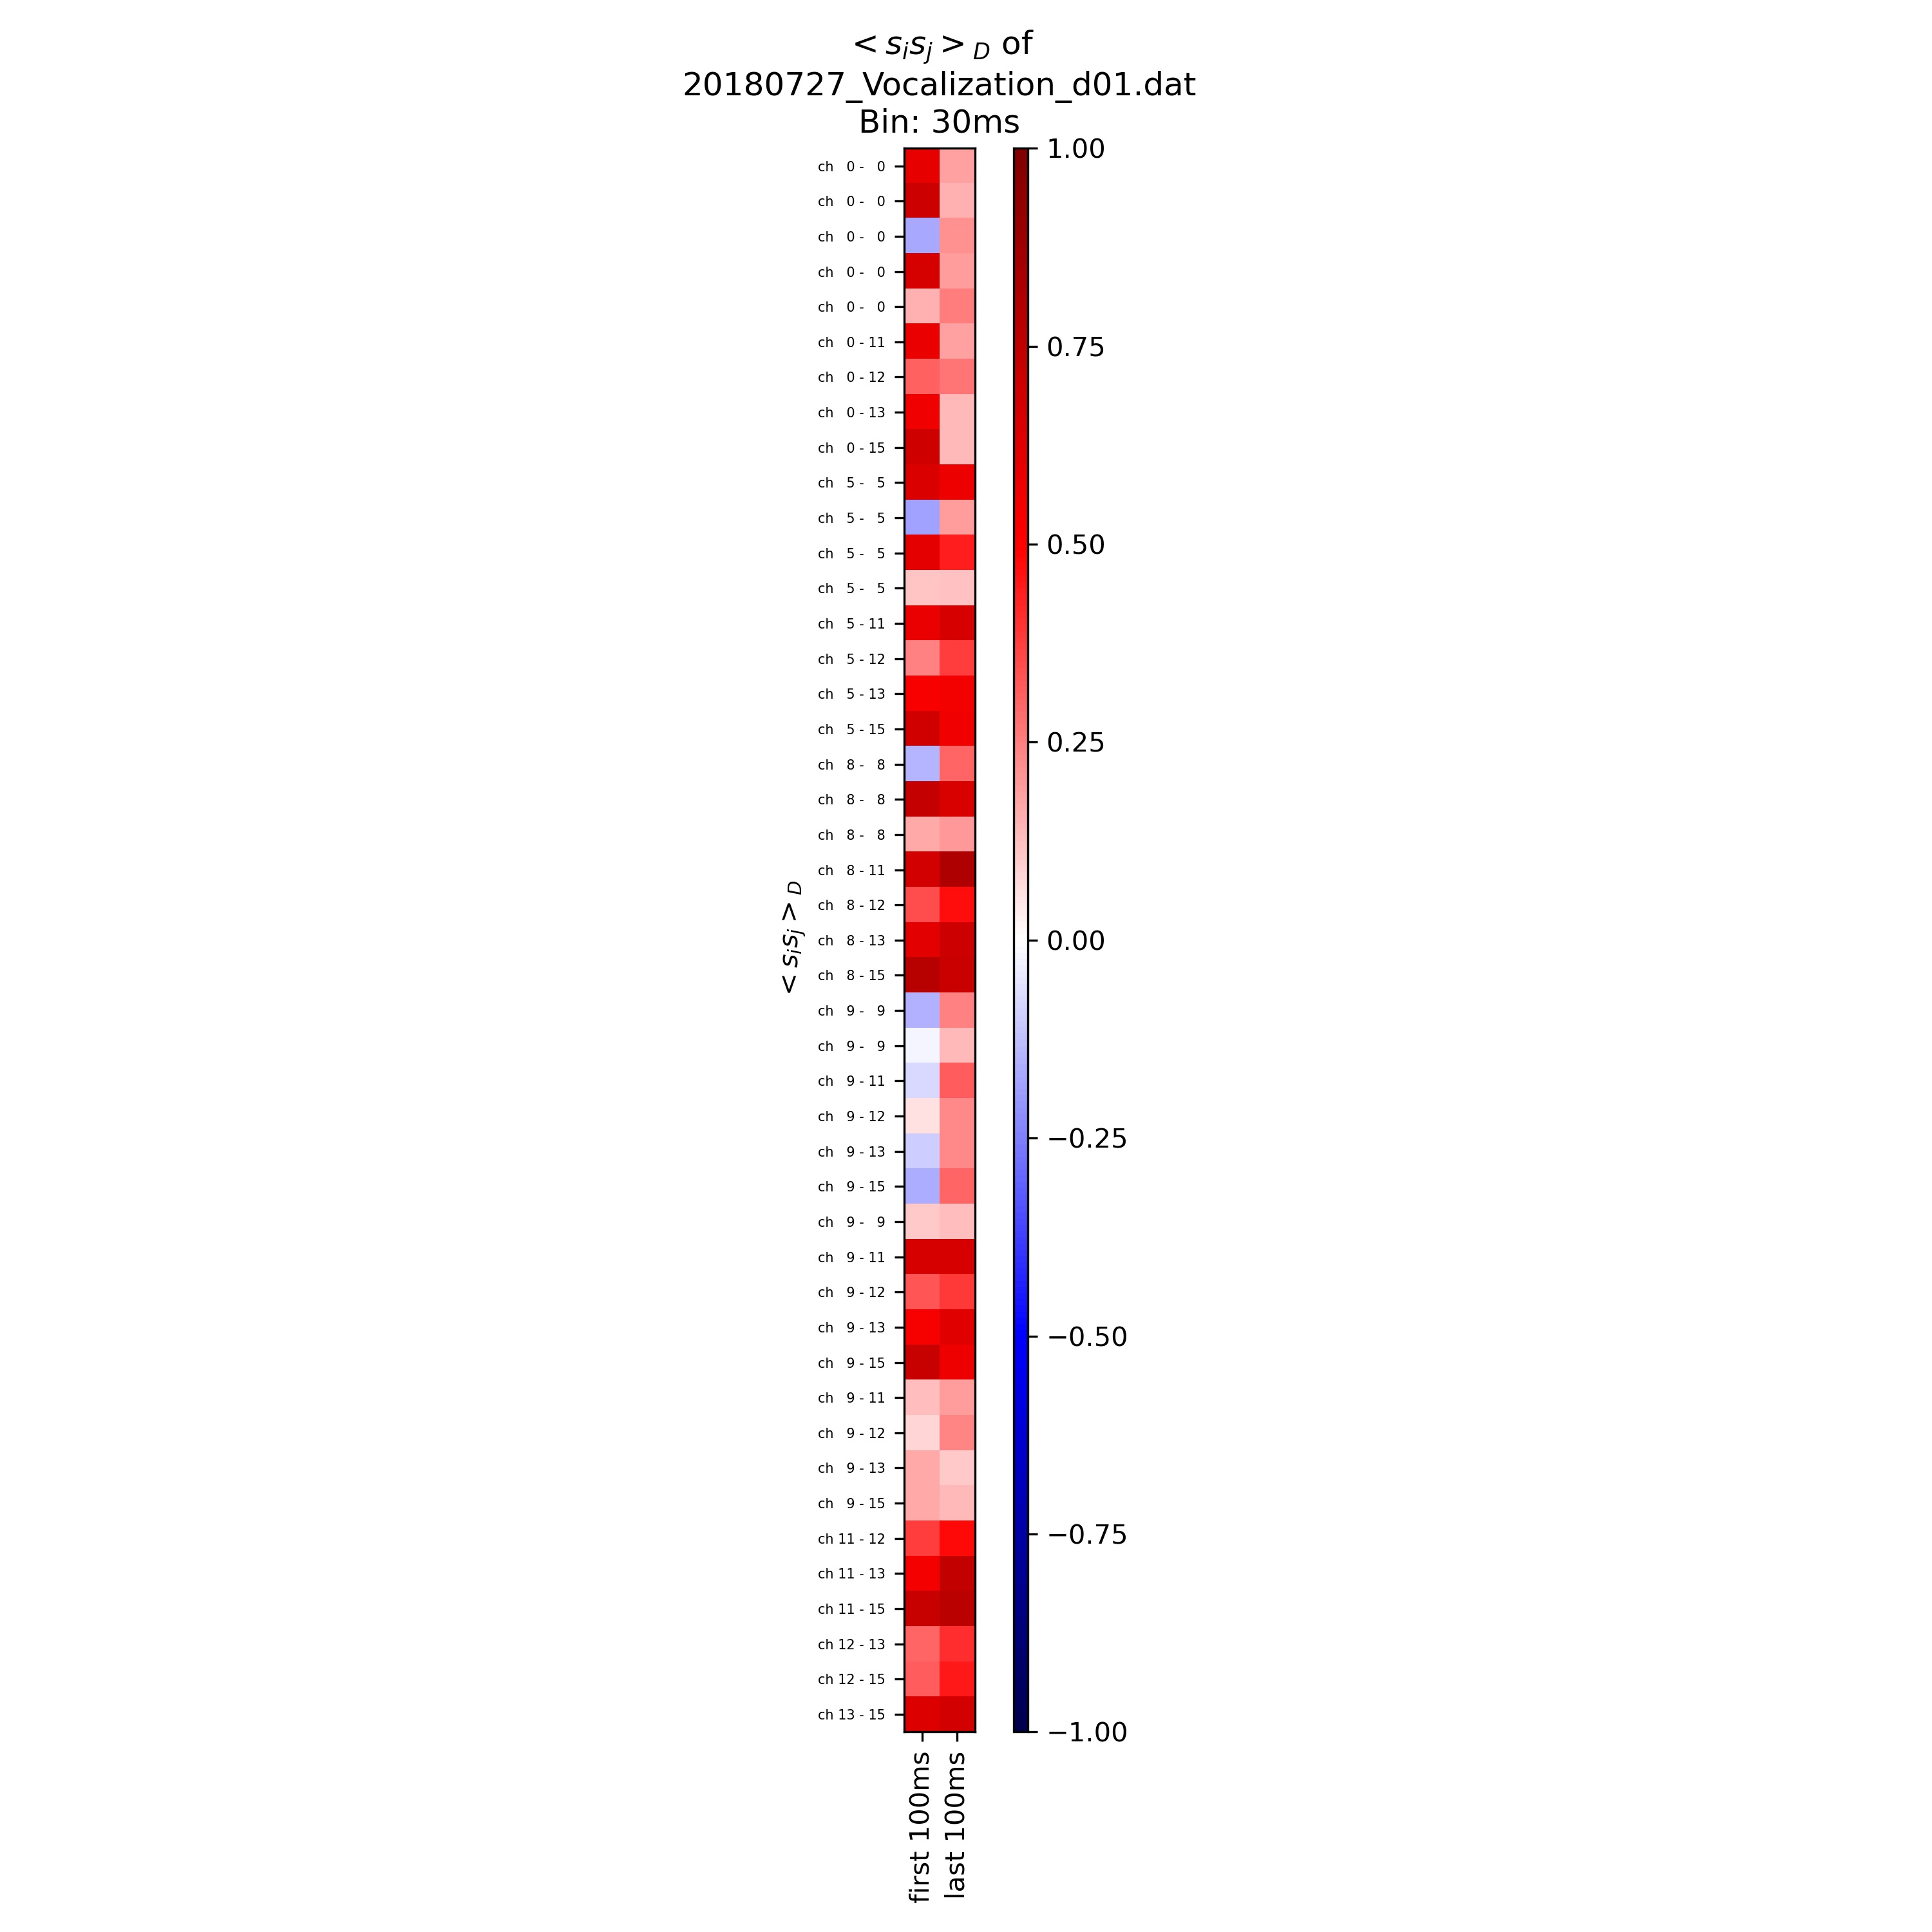 < s_i s_j >_D of
20180727_Vocalization_d01.dat
Bin: 30ms
ch 0 - 0
ch 0 - 0
ch 0 - 0
ch 0 - 0
ch 0 - 0
ch 0 - 11
ch 0 - 12
ch 0 - 13
ch 0 - 15
ch 5 - 5
ch 5 - 5
ch 5 - 5
ch 5 - 5
ch 5 - 11
ch 5 - 12
ch 5 - 13
ch 5 - 15
ch 8 - 8
ch 8 - 8
ch 8 - 8
ch 8 - 11
ch 8 - 12
ch 8 - 13
ch 8 - 15
ch 9 - 9
ch 9 - 9
ch 9 - 11
ch 9 - 12
ch 9 - 13
ch 9 - 15
ch 9 - 9
ch 9 - 11
ch 9 - 12
ch 9 - 13
ch 9 - 15
ch 9 - 11
ch 9 - 12
ch 9 - 13
ch 9 - 15
ch 11 - 12
ch 11 - 13
ch 11 - 15
ch 12 - 13
ch 12 - 15
ch 13 - 15
< s_i s_j >_D
first 100ms
last 100ms
1.00
0.75
0.50
0.25
0.00
−0.25
−0.50
−0.75
−1.00